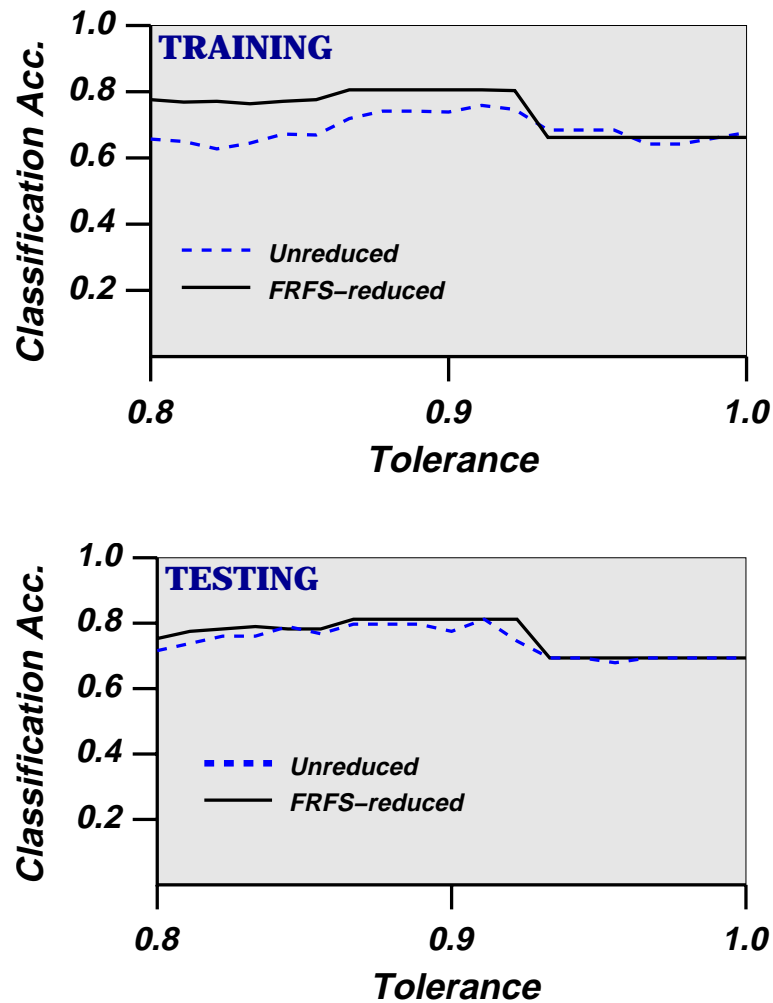 TRAINING
Classification Acc.
1.0
0.8
0.6
0.4
0.2
Unreduced
FRFS-reduced
0.8 0.9 1.0
Tolerance
TESTING
Classification Acc.
1.0
0.8
0.6
0.4
0.2
Unreduced
FRFS-reduced
0.8 0.9 1.0
Tolerance